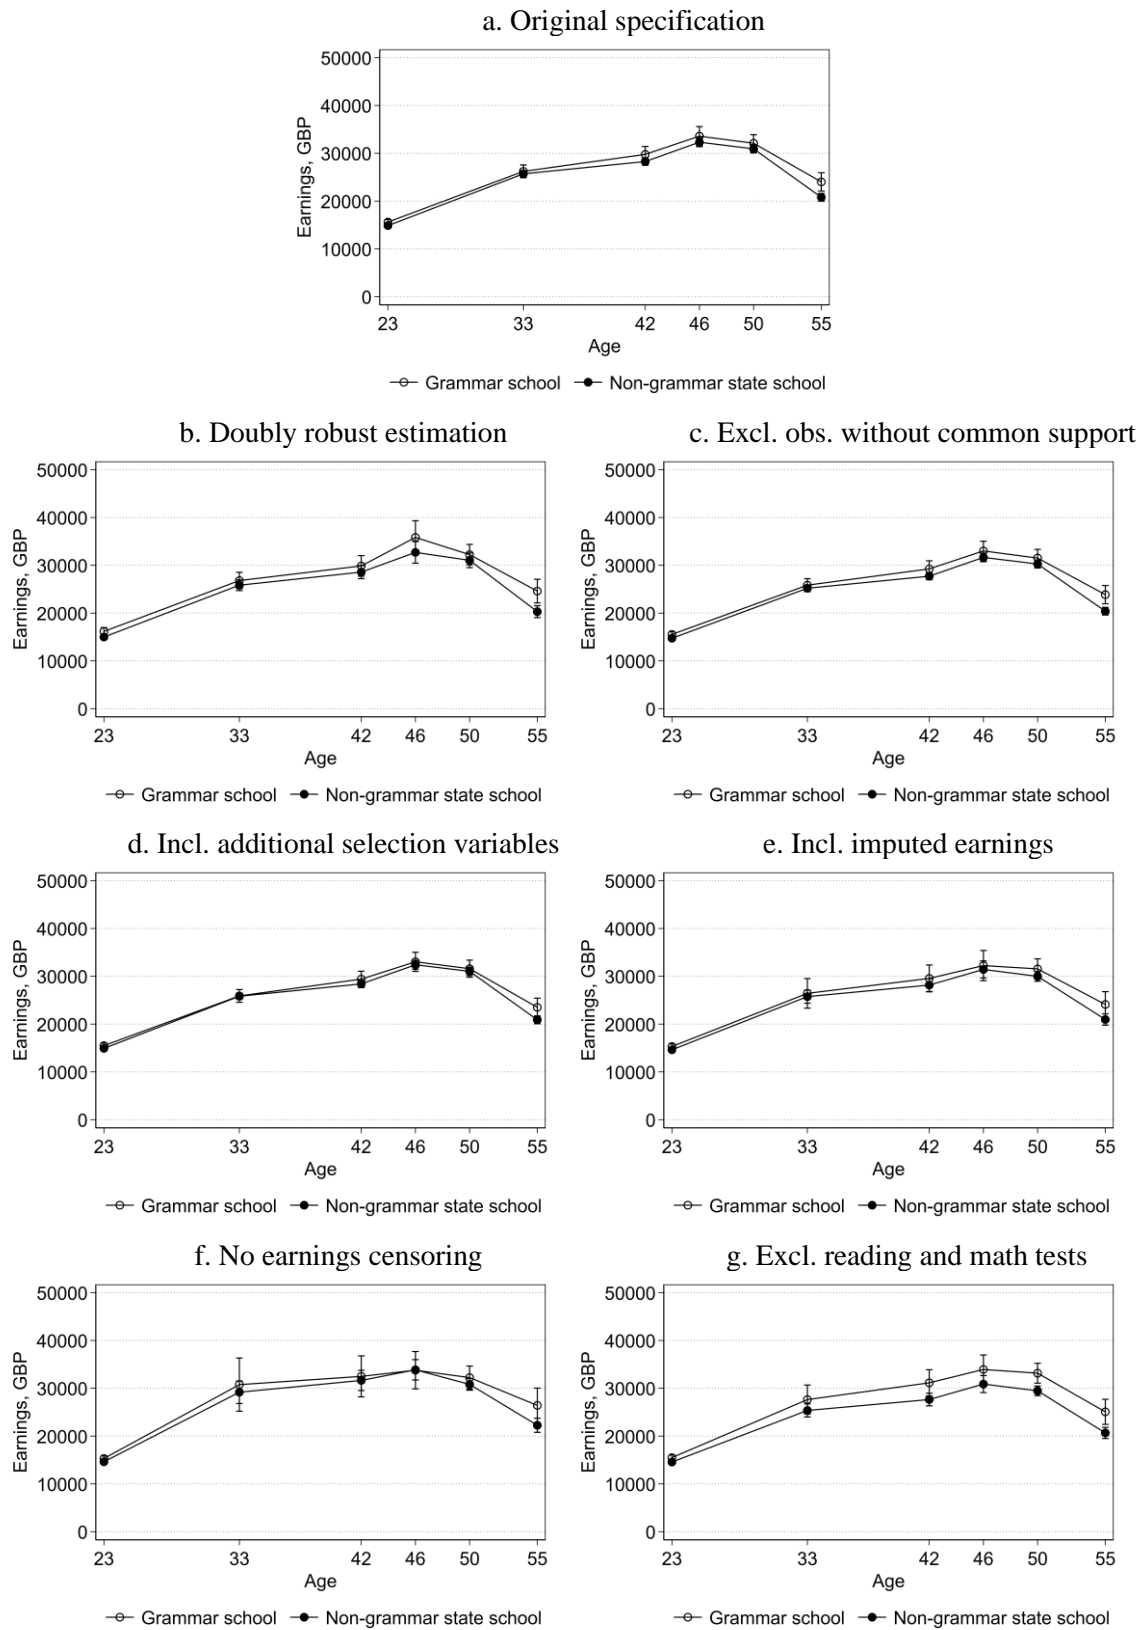 a. Original specification
50000
40000
30000
20000
10000
0
Earnings, GBP
23 33 42 46 50 55
Age
Grammar school Non-grammar state school
b. Doubly robust estimation
50000
40000
30000
20000
10000
0
Earnings, GBP
23 33 42 46 50 55
Age
Grammar school Non-grammar state school
c. Excl. obs. without common support
50000
40000
30000
20000
10000
0
Earnings, GBP
23 33 42 46 50 55
Age
Grammar school Non-grammar state school
d. Incl. additional selection variables
50000
40000
30000
20000
10000
0
Earnings, GBP
23 33 42 46 50 55
Age
Grammar school Non-grammar state school
e. Incl. imputed earnings
50000
40000
30000
20000
10000
0
Earnings, GBP
23 33 42 46 50 55
Age
Grammar school Non-grammar state school
f. No earnings censoring
50000
40000
30000
20000
10000
0
Earnings, GBP
23 33 42 46 50 55
Age
Grammar school Non-grammar state school
g. Excl. reading and math tests
50000
40000
30000
20000
10000
0
Earnings, GBP
23 33 42 46 50 55
Age
Grammar school Non-grammar state school